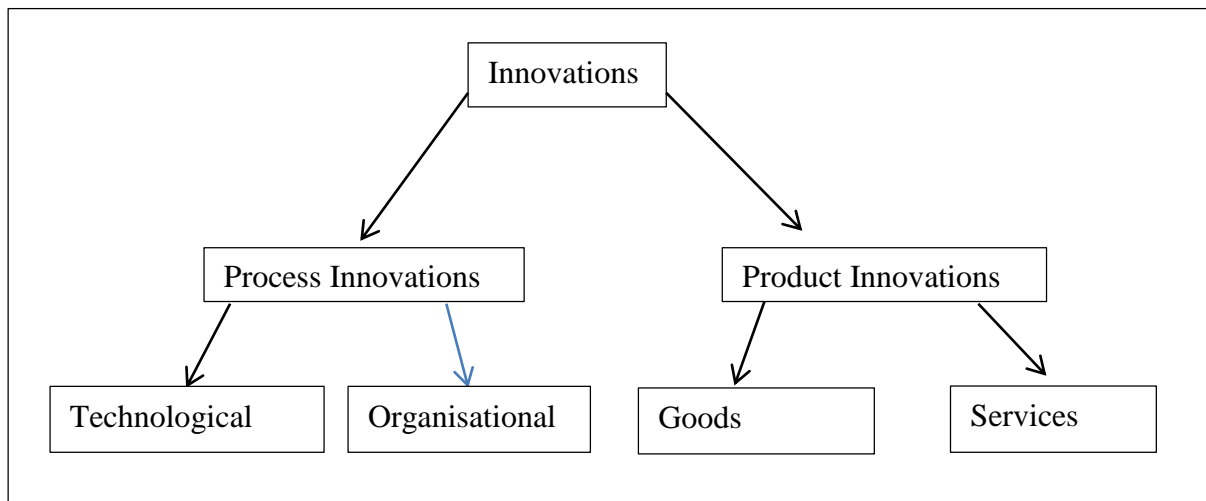 Innovations
Process Innovations
Product Innovations
Technological
Organisational
Goods
Services